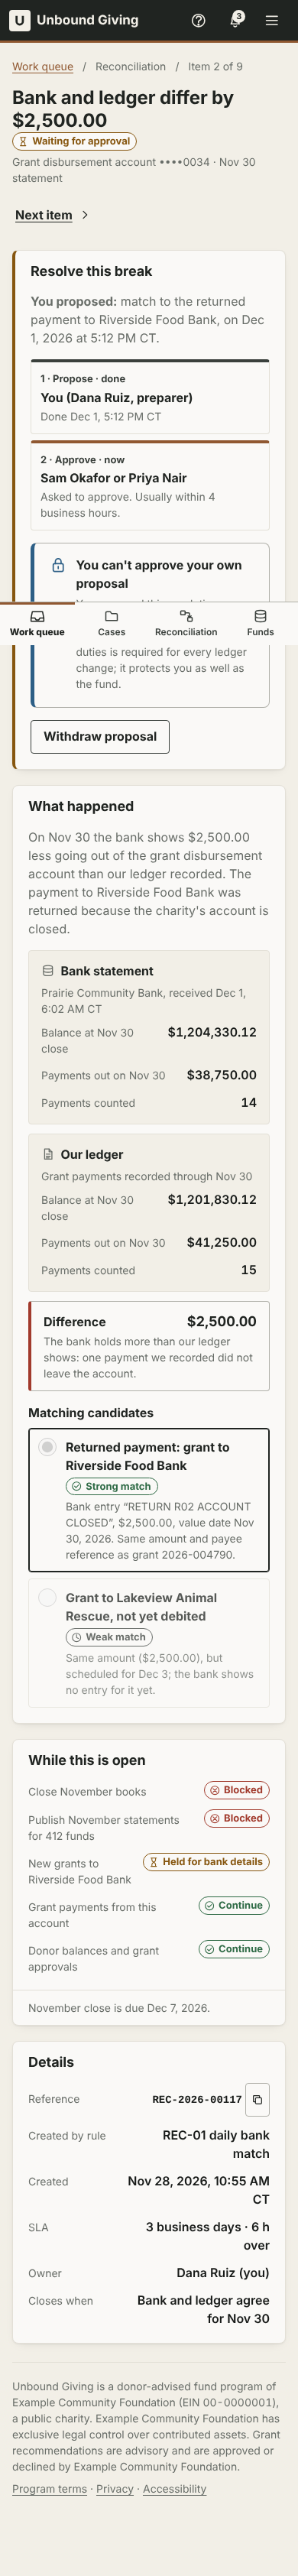 U Unbound Giving 3
Work queue / Reconciliation / Item 2 of 9
Bank and ledger differ by
$2,500.00
Waiting for approval
Grant disbursement account ••••0034 · Nov 30
statement
Next item
Resolve this break
You proposed: match to the returned
payment to Riverside Food Bank, on Dec
1, 2026 at 5:12 PM CT.
1 · Propose · done
You (Dana Ruiz, preparer)
Done Dec 1, 5:12 PM CT
2 · Approve · now
Sam Okafor or Priya Nair
Asked to approve. Usually within 4
business hours.
You can't approve your own
proposal
Work queue
Cases
Reconciliation
Funds
duties is required for every ledger
change; it protects you as well as
the fund.
Withdraw proposal
What happened
On Nov 30 the bank shows $2,500.00
less going out of the grant disbursement
account than our ledger recorded. The
payment to Riverside Food Bank was
returned because the charity's account is
closed.
Bank statement
Prairie Community Bank, received Dec 1,
6:02 AM CT
Balance at Nov 30 $1,204,330.12
close
Payments out on Nov 30 $38,750.00
Payments counted 14
Our ledger
Grant payments recorded through Nov 30
Balance at Nov 30 $1,201,830.12
close
Payments out on Nov 30 $41,250.00
Payments counted 15
Difference $2,500.00
The bank holds more than our ledger
shows: one payment we recorded did not
leave the account.
Matching candidates
Returned payment: grant to
Riverside Food Bank
Strong match
Bank entry “RETURN R02 ACCOUNT
CLOSED”, $2,500.00, value date Nov
30, 2026. Same amount and payee
reference as grant 2026-004790.
Grant to Lakeview Animal
Rescue, not yet debited
Weak match
Same amount ($2,500.00), but
scheduled for Dec 3; the bank shows
no entry for it yet.
While this is open
Close November books Blocked
Publish November statements Blocked
for 412 funds
New grants to Held for bank details
Riverside Food Bank
Grant payments from this Continue
account
Donor balances and grant Continue
approvals
November close is due Dec 7, 2026.
Details
Reference REC-2026-00117
Created by rule REC-01 daily bank
match
Created Nov 28, 2026, 10:55 AM
CT
SLA 3 business days · 6 h
over
Owner Dana Ruiz (you)
Closes when Bank and ledger agree
for Nov 30
Unbound Giving is a donor-advised fund program of
Example Community Foundation (EIN 00-0000001),
a public charity. Example Community Foundation has
exclusive legal control over contributed assets. Grant
recommendations are advisory and are approved or
declined by Example Community Foundation.
Program terms · Privacy · Accessibility